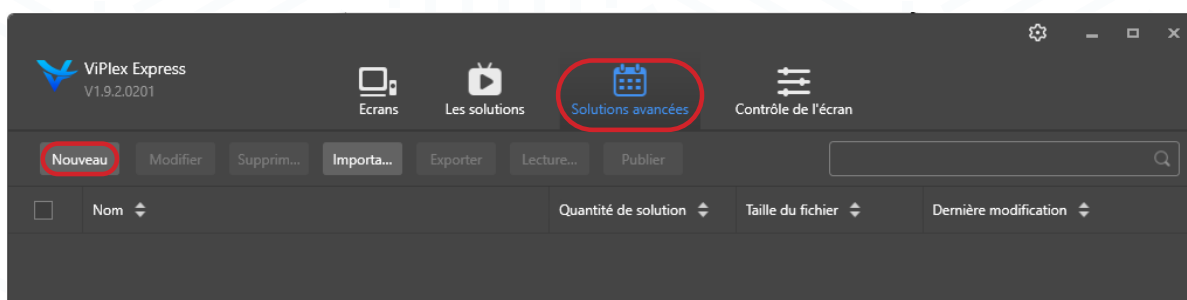 ViPlex Express
V1.9.2.0201
Ecrans
Les solutions
Solutions avancées
Contrôle de l'écran
Nouveau
Modifier
Supprim...
Importa...
Exporter
Lecture...
Publier
Nom
Quantité de solution
Taille du fichier
Dernière modification